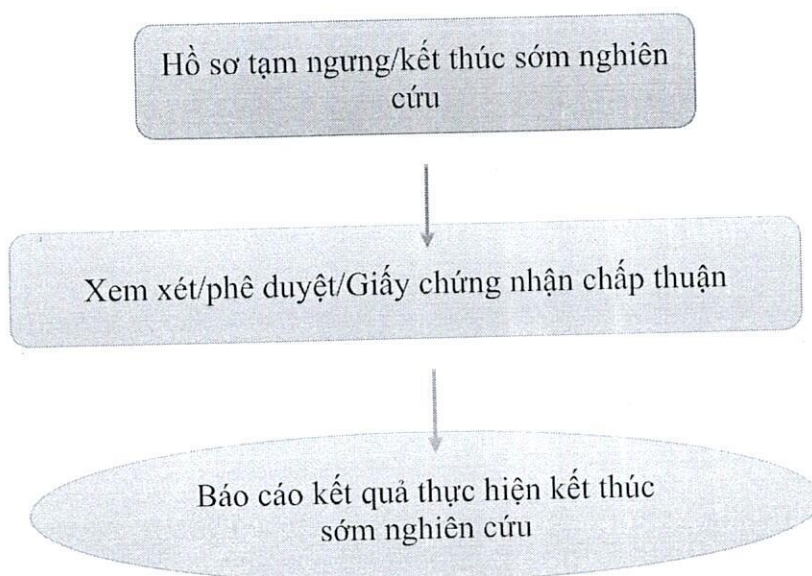 Hồ sơ tạm ngưng/kết thúc sớm nghiên
cứu
Xem xét/phê duyệt/Giấy chứng nhận chấp thuận
Báo cáo kết quả thực hiện kết thúc
sớm nghiên cứu